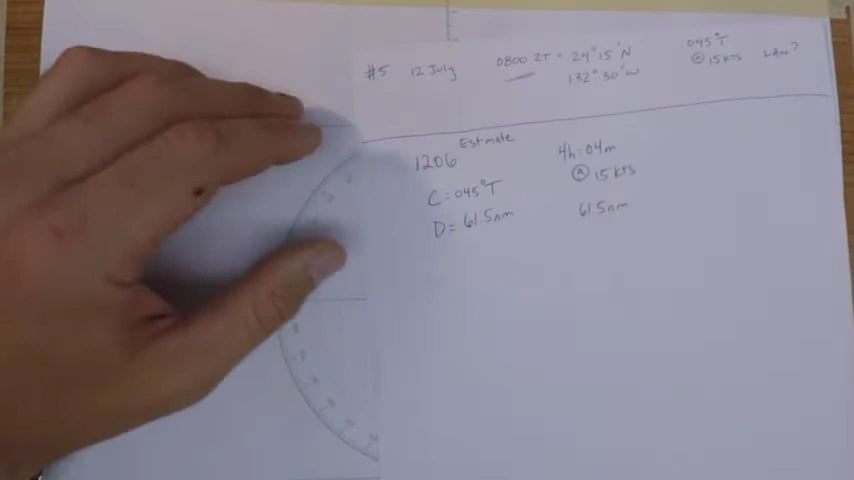 #5 12 July 0800 ZT = 24°15'N 045°T
132°30'W @ 15 KTS LAN?
Estimate
1206 4h:04m
C = 045°T @ 15 KTS
D = 61.5nm 61.5nm